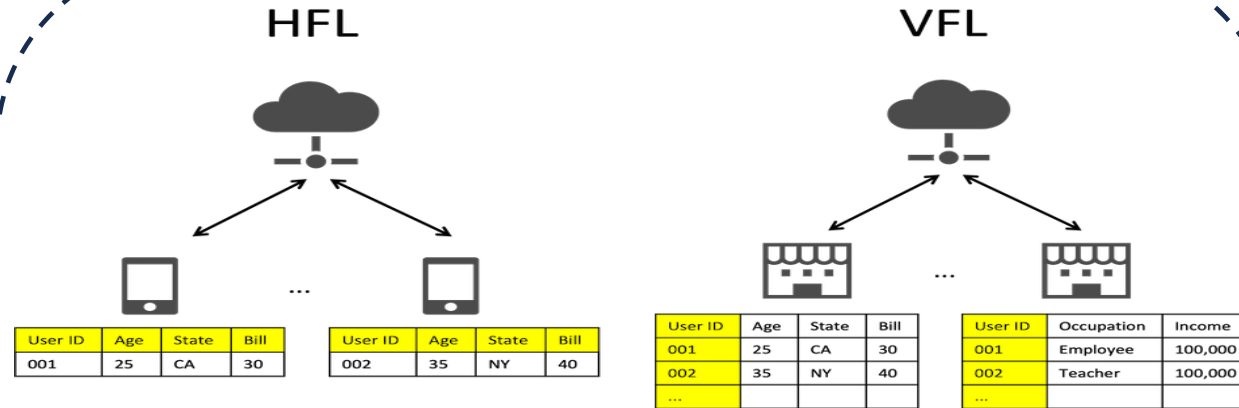 HFL
...
User ID Age State Bill
001 25 CA 30
User ID Age State Bill
002 35 NY 40
VFL
...
User ID Age State Bill
001 25 CA 30
002 35 NY 40
...
User ID Occupation Income
001 Employee 100,000
002 Teacher 100,000
...